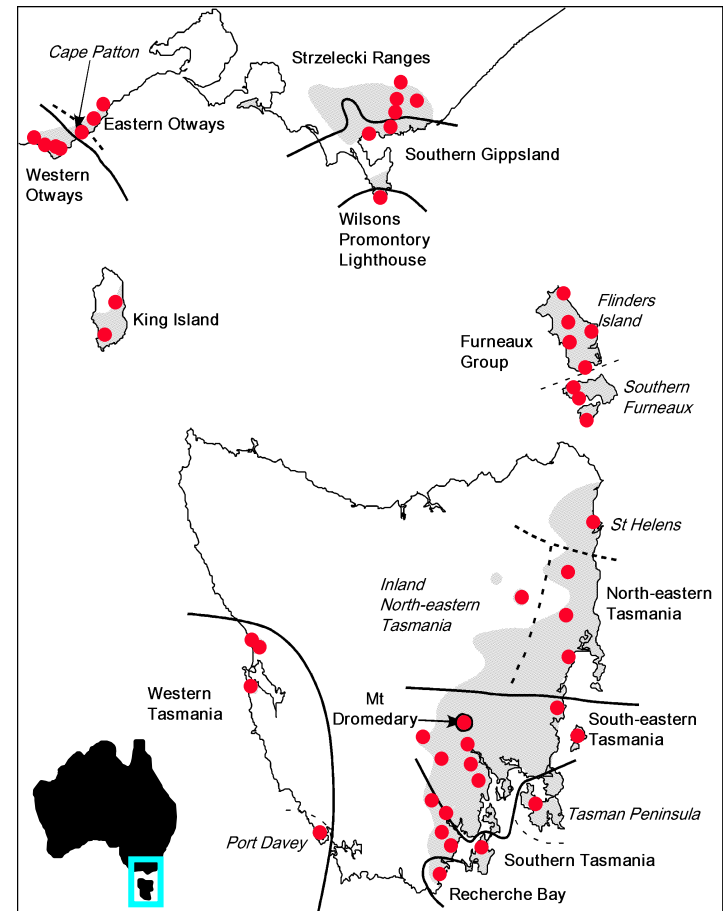 Cape Patton
Strzelecki Ranges
Eastern Otways
Southern Gippsland
Western
Otways
Wilsons
Promontory
Lighthouse
King Island
Flinders
Island
Furneaux
Group
Southern
Furneaux
St Helens
Inland
North-eastern
Tasmania
North-eastern
Tasmania
Western
Tasmania
Mt
Dromedary
South-eastern
Tasmania
Tasman Peninsula
Port Davey
Southern Tasmania
Recherche Bay